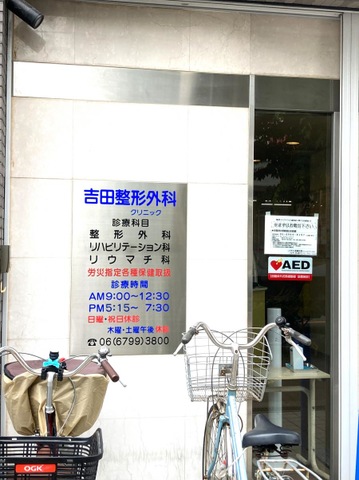 吉田整形外科
クリニック
診療科目
整形外科
リハビリテーション科
リウマチ科
労災指定各種保健取扱
診療時間
AM9:00～12:30
PM5:15～ 7:30
日曜・祝日休診
木曜・土曜午後休診
☎06(6799)3800
AED
OGK